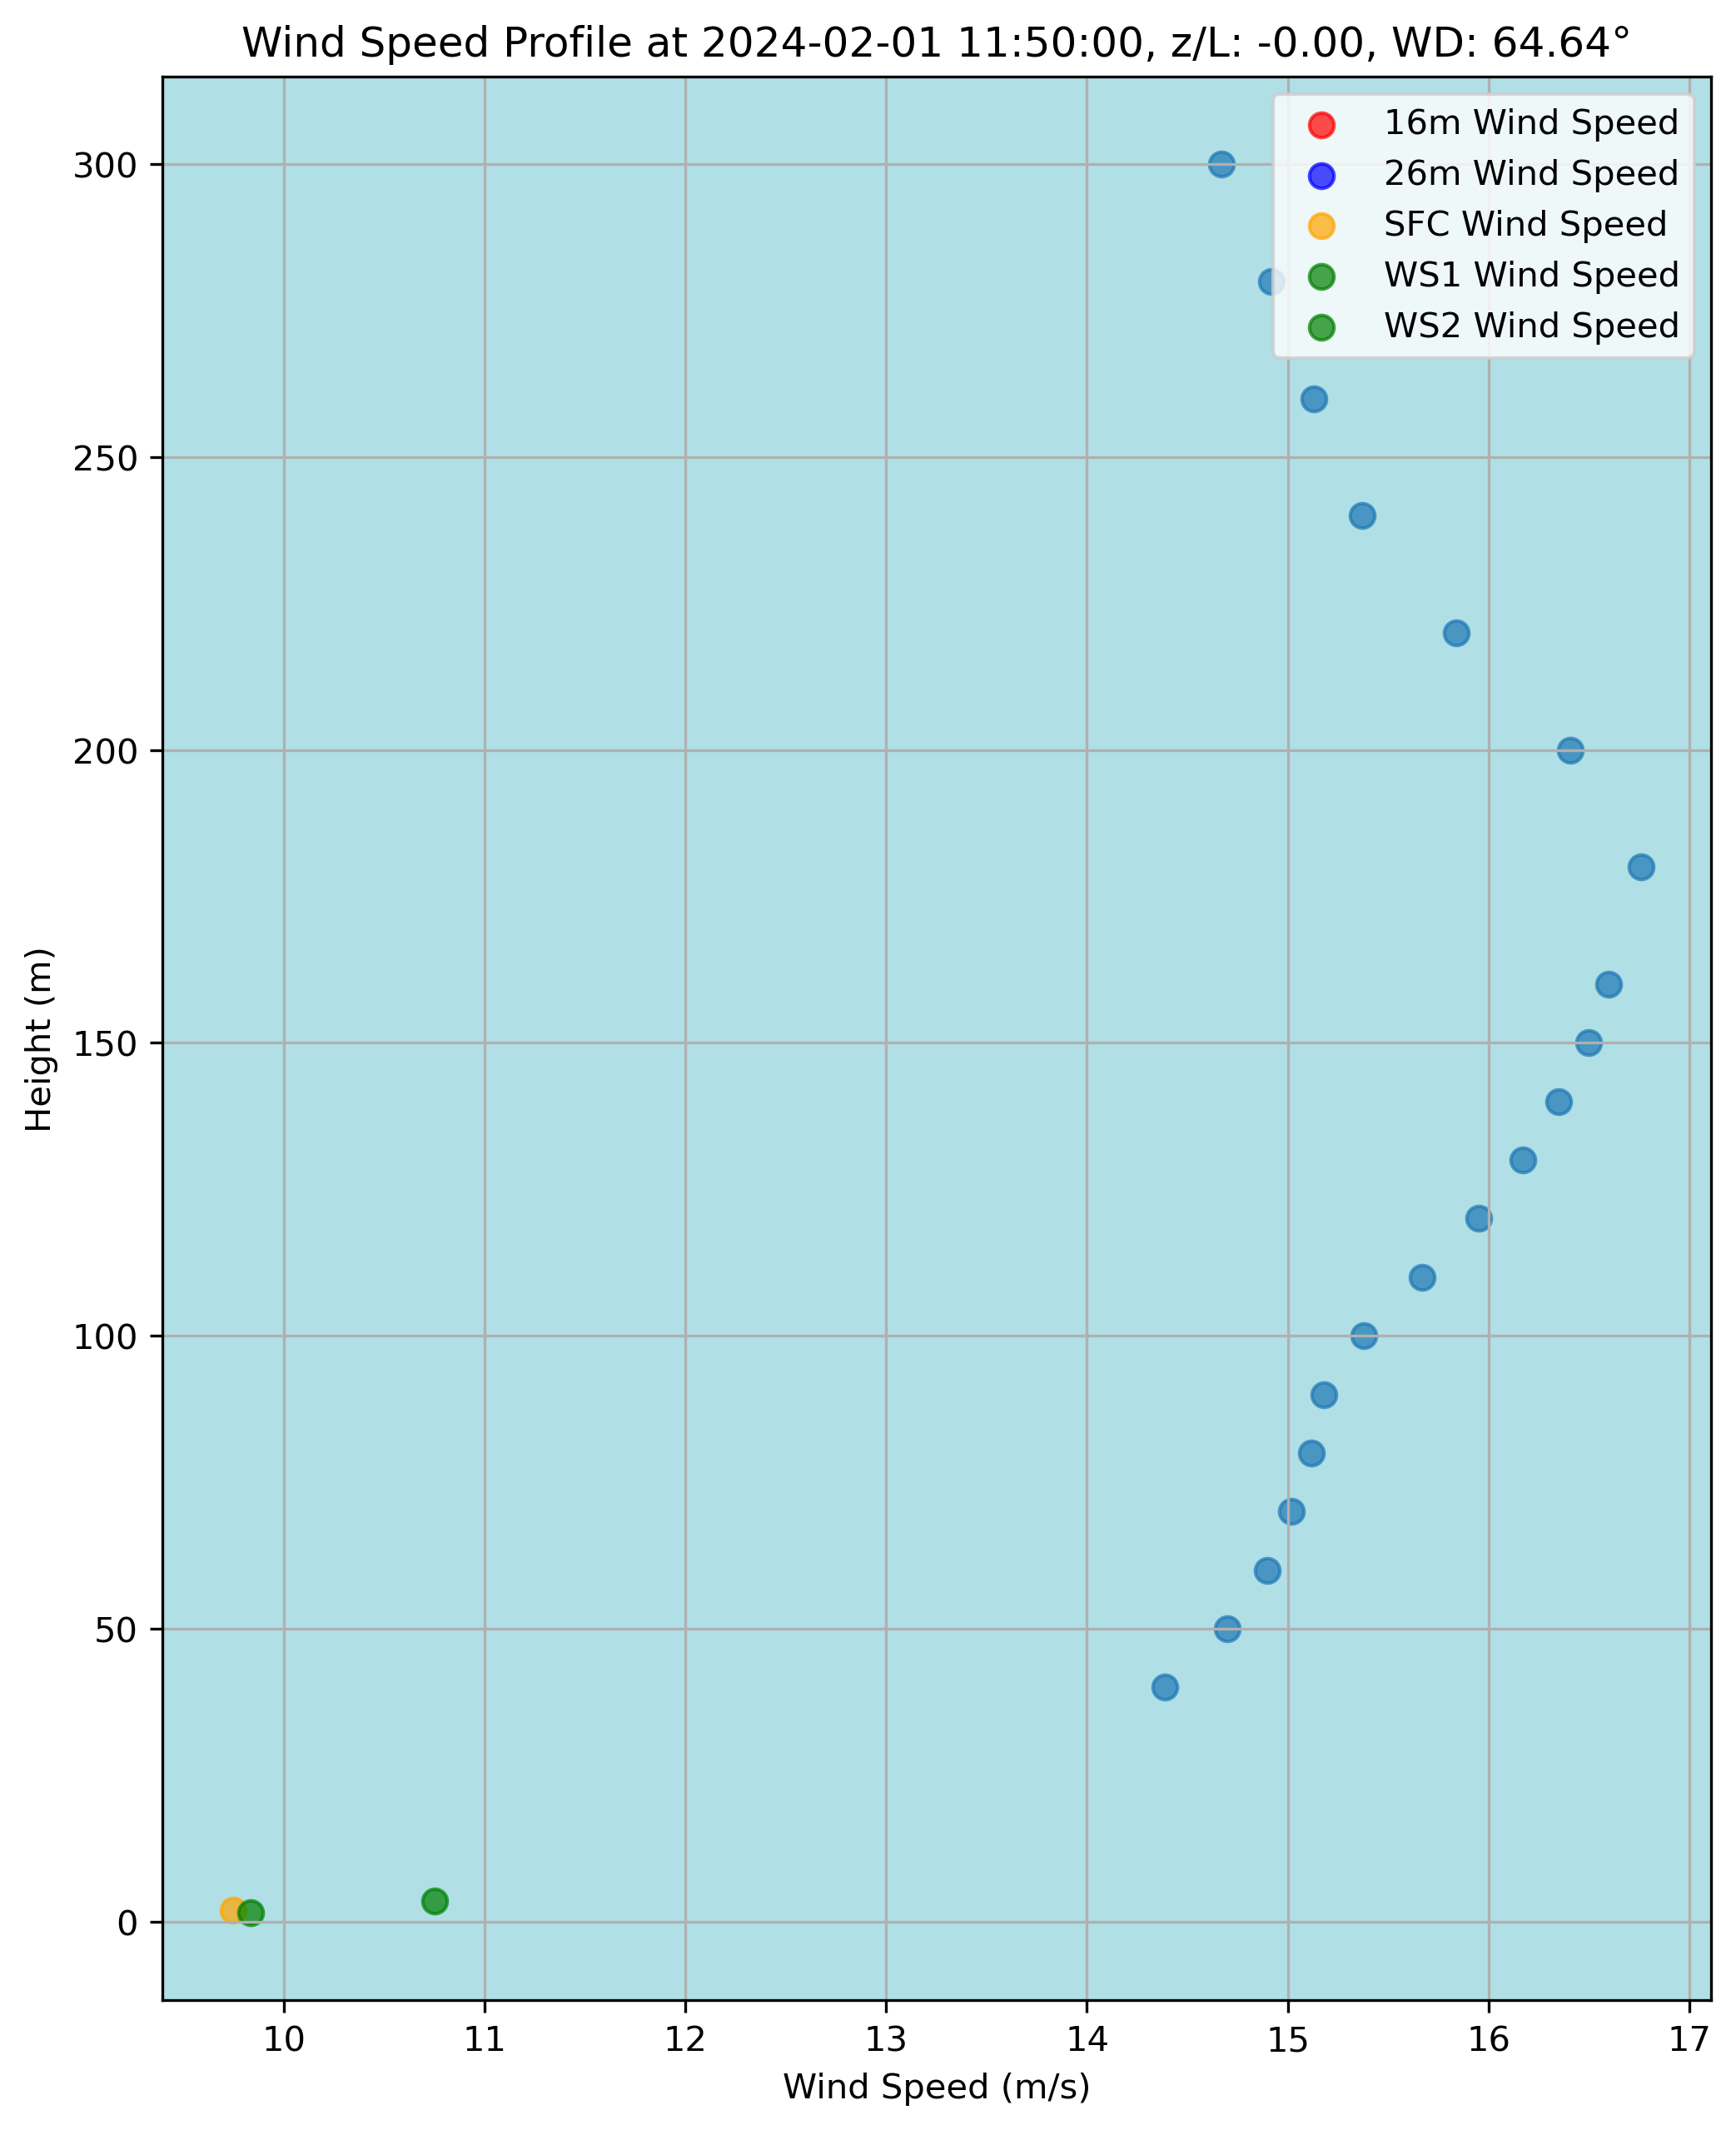 Wind Speed Profile at 2024-02-01 11:50:00, z/L: -0.00, WD: 64.64°
16m Wind Speed
26m Wind Speed
SFC Wind Speed
WS1 Wind Speed
WS2 Wind Speed
300
250
200
150
100
50
0
Height (m)
10 11 12 13 14 15 16 17
Wind Speed (m/s)